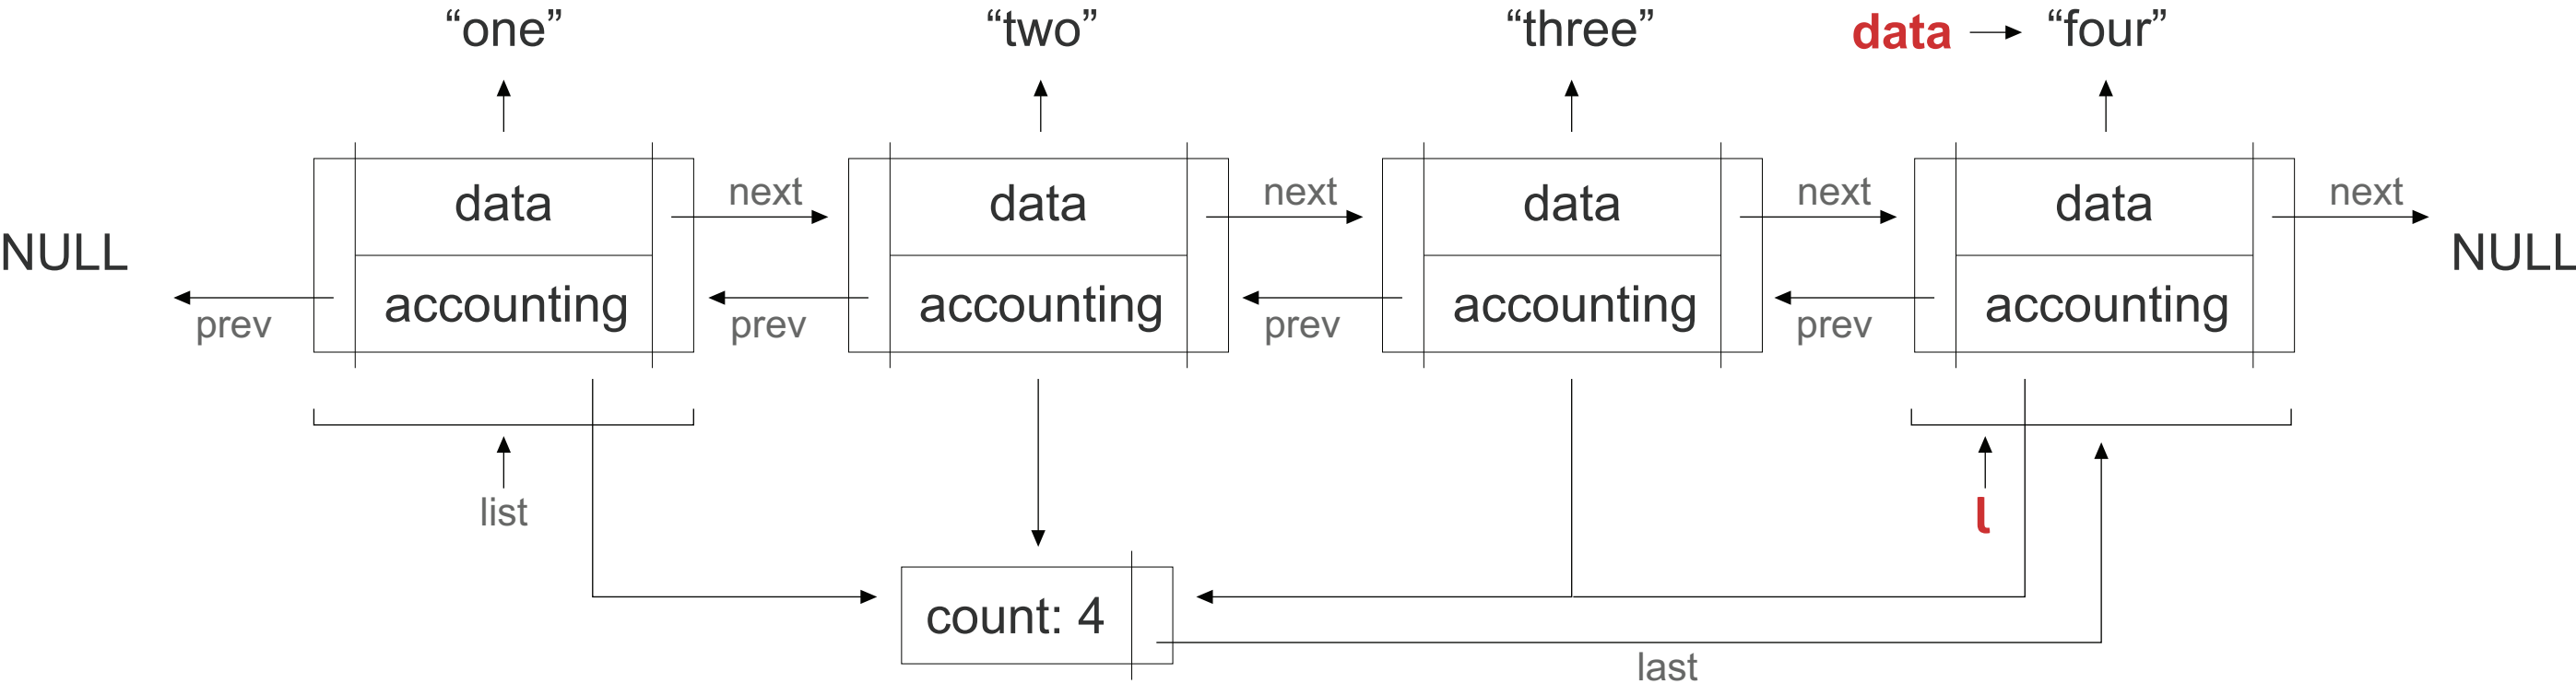 “one” “two” “three” data “four”
data next data next data next data next
NULL NULL
accounting accounting accounting accounting
prev prev prev prev
list l
count: 4
last